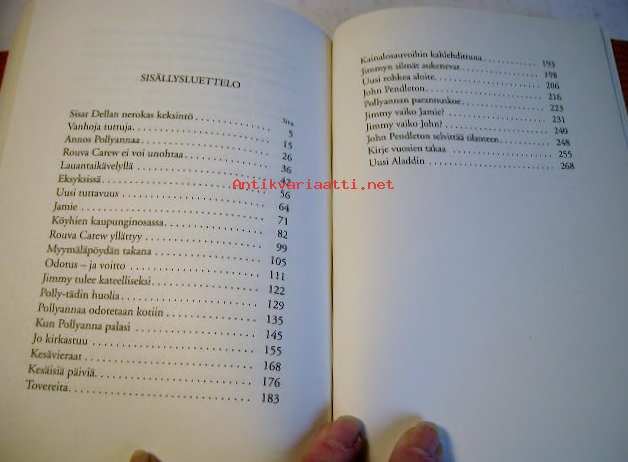 SISÄLLYSLUETTELO
Sivu
Sisar Dellan nerokas keksintö 5
Vanhoja tuttuja 15
Annos Pollyannaa 26
Rouva Carew ei voi unohtaa 36
Lauantaikävelyllä 42
Eksyksissä 56
Uusi tuttavuus 64
Jamie 71
Köyhien kaupunginosassa 82
Rouva Carew yllättyy 99
Myymäläpöydän takana 105
Odotus – ja voitto 111
Jimmy tulee kateelliseksi 122
Polly-tädin huolia 129
Pollyannaa odotetaan kotiin 135
Kun Pollyanna palasi 145
Jo kirkastuu 155
Kesävieraat 168
Kesäisiä päiviä 176
Tovereita 183
Kainalosauvoihin kahlehdittuna 193
Jimmyn silmät aukenevat 198
Uusi rohkea aloite 206
John Pendleton 216
Pollyannan parannuskoe 223
Jimmy vaiko Jamie? 231
Jimmy vaiko John? 240
John Pendleton selvittää tilanteen 248
Kirje vuosien takaa 255
Uusi Aladdin 268
Antikvariaatti.net